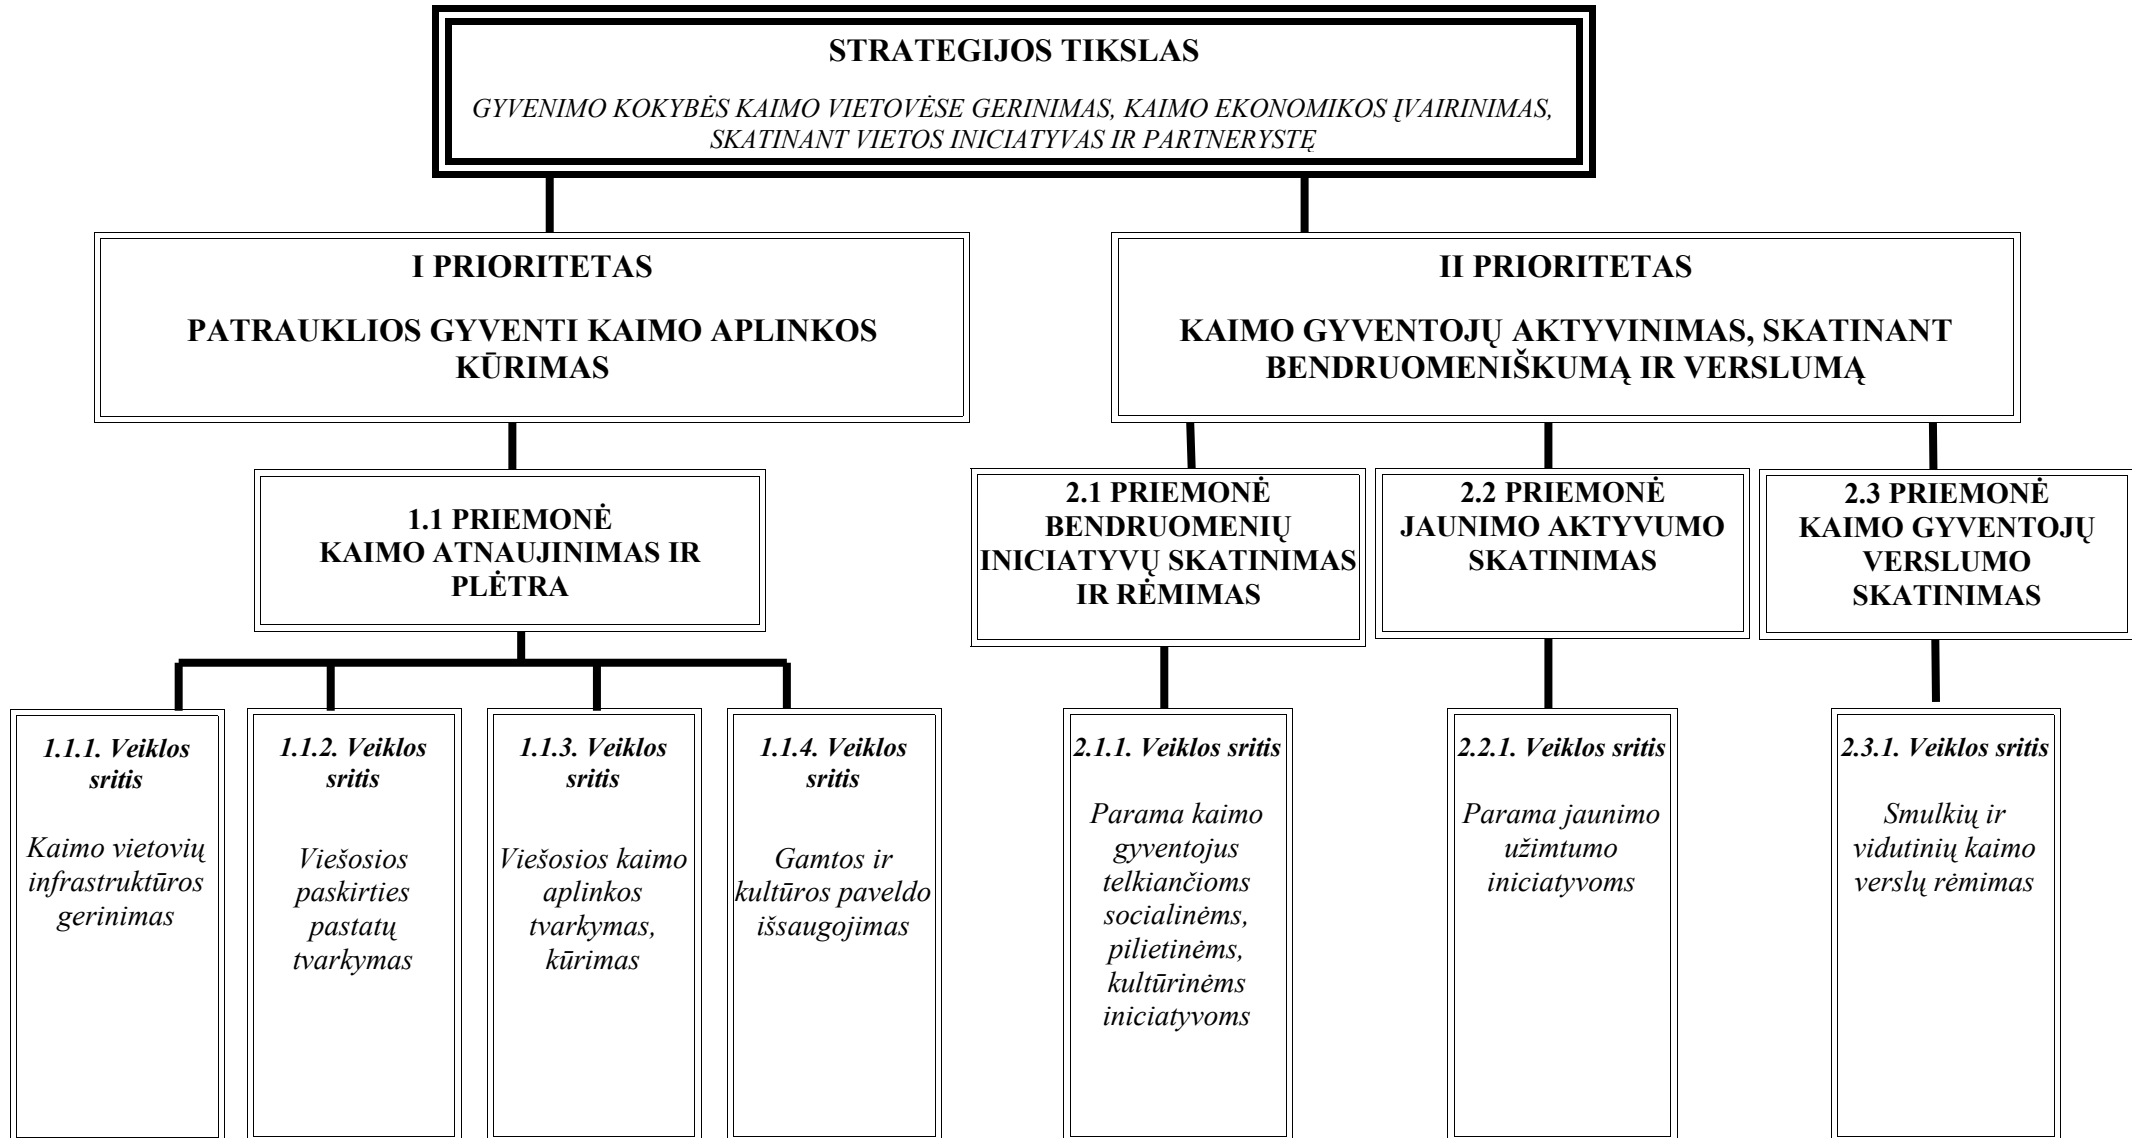 STRATEGIJOS TIKSLAS
GYVENIMO KOKYBĖS KAIMO VIETOVĖSE GERINIMAS, KAIMO EKONOMIKOS ĮVAIRINIMAS,
SKATINANT VIETOS INICIATYVAS IR PARTNERYSTĘ
I PRIORITETAS
PATRAUKLIOS GYVENTI KAIMO APLINKOS
KŪRIMAS
II PRIORITETAS
KAIMO GYVENTOJŲ AKTYVINIMAS, SKATINANT
BENDRUOMENIŠKUMĄ IR VERSLUMĄ
1.1 PRIEMONĖ
KAIMO ATNAUJINIMAS IR
PLĖTRA
2.1 PRIEMONĖ
BENDRUOMENIŲ
INICIATYVŲ SKATINIMAS
IR RĖMIMAS
2.2 PRIEMONĖ
JAUNIMO AKTYVUMO
SKATINIMAS
2.3 PRIEMONĖ
KAIMO GYVENTOJŲ
VERSLUMO
SKATINIMAS
1.1.1. Veiklos
sritis
Kaimo vietovių
infrastruktūros
gerinimas
1.1.2. Veiklos
sritis
Viešosios
paskirties
pastatų
tvarkymas
1.1.3. Veiklos
sritis
Viešosios kaimo
aplinkos
tvarkymas,
kūrimas
1.1.4. Veiklos
sritis
Gamtos ir
kultūros paveldo
išsaugojimas
2.1.1. Veiklos sritis
Parama kaimo
gyventojus
telkiančioms
socialinėms,
pilietinėms,
kultūrinėms
iniciatyvoms
2.2.1. Veiklos sritis
Parama jaunimo
užimtumo
iniciatyvoms
2.3.1. Veiklos sritis
Smulkių ir
vidutinių kaimo
verslų rėmimas